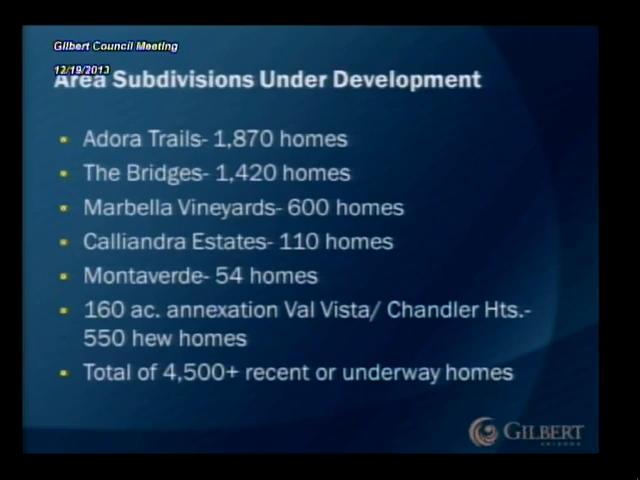 Gilbert Council Meeting
12/19/2013
Area Subdivisions Under Development
Adora Trails- 1,870 homes
The Bridges- 1,420 homes
Marbella Vineyards- 600 homes
Calliandra Estates- 110 homes
Montaverde- 54 homes
160 ac. annexation Val Vista/ Chandler Hts.-
550 hew homes
Total of 4,500+ recent or underway homes
GILBERT
ARIZONA